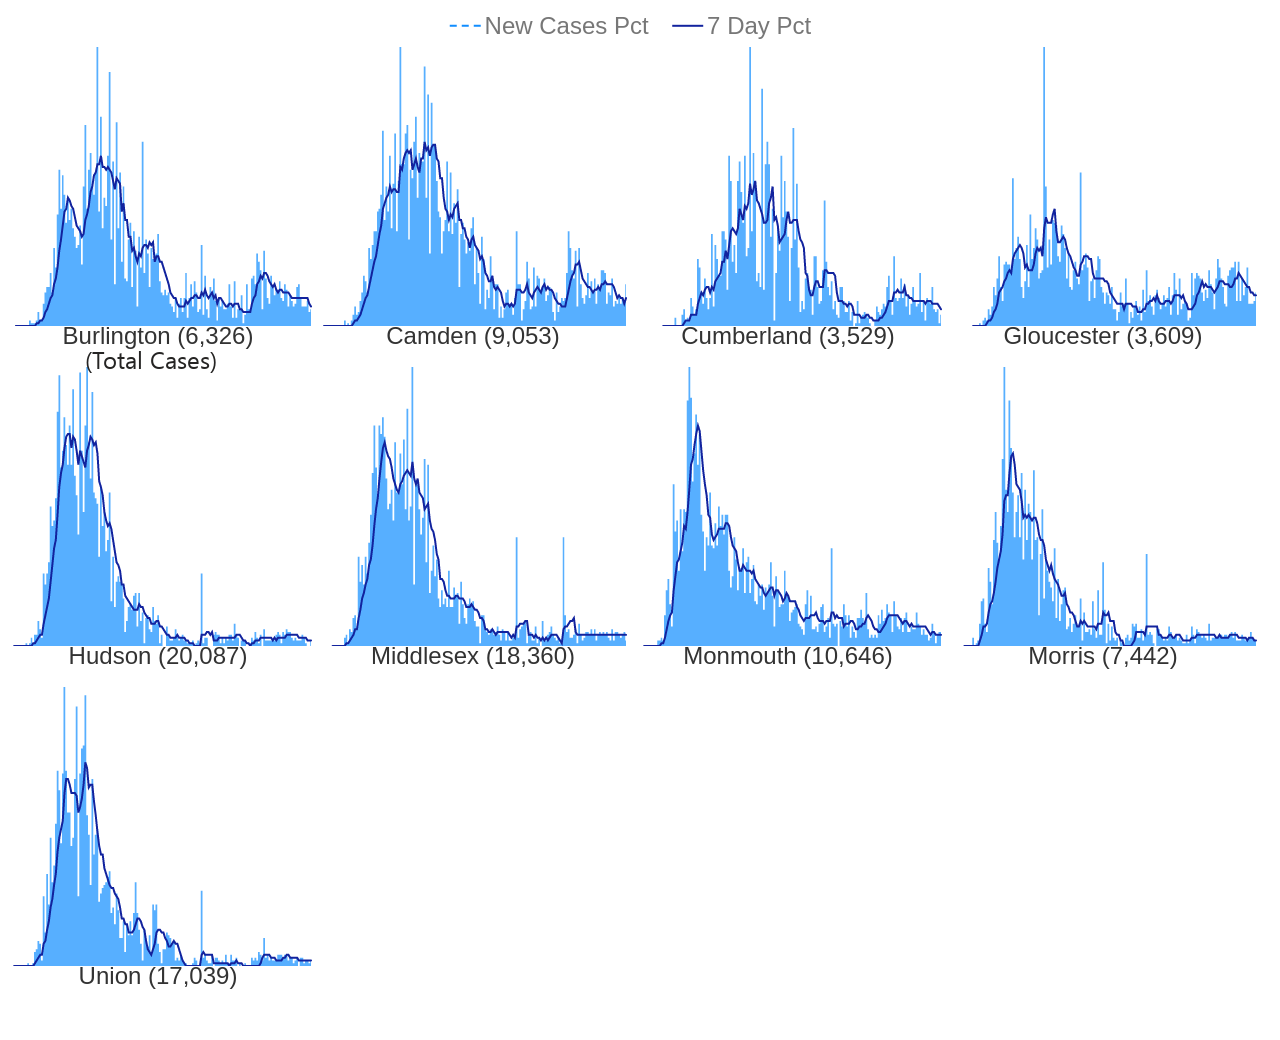 New Cases Pct 7 Day Pct
Burlington (6,326) Camden (9,053) Cumberland (3,529) Gloucester (3,609)
(Total Cases)
Hudson (20,087) Middlesex (18,360) Monmouth (10,646) Morris (7,442)
Union (17,039)